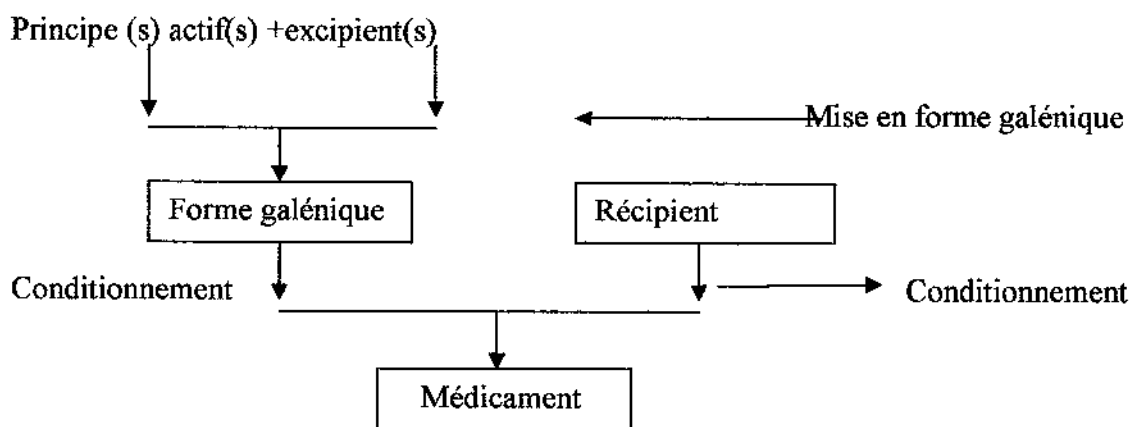 Principe (s) actif(s) +excipient(s)
Mise en forme galénique
Forme galénique
Récipient
Conditionnement
Conditionnement
Médicament